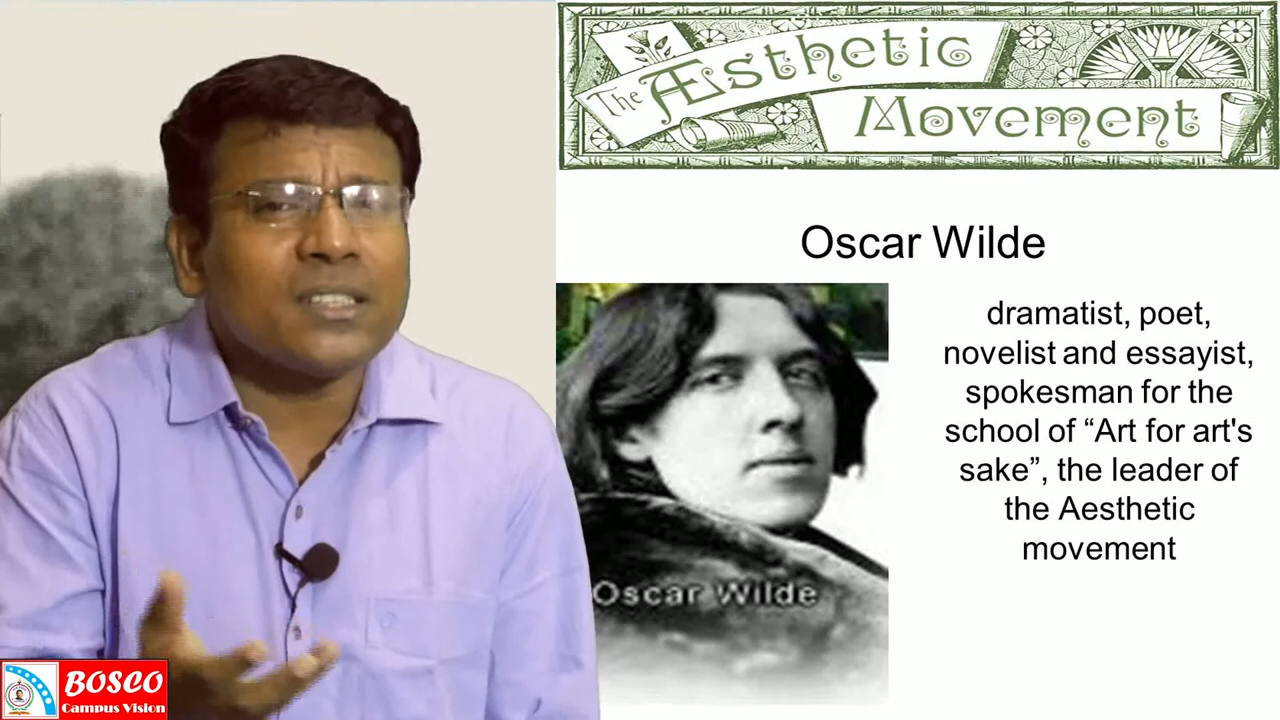 The Æsthetic
Movement
Oscar Wilde
dramatist, poet,
novelist and essayist,
spokesman for the
school of “Art for art's
sake”, the leader of
the Aesthetic
movement
Oscar Wilde
BOSCO
Campus Vision